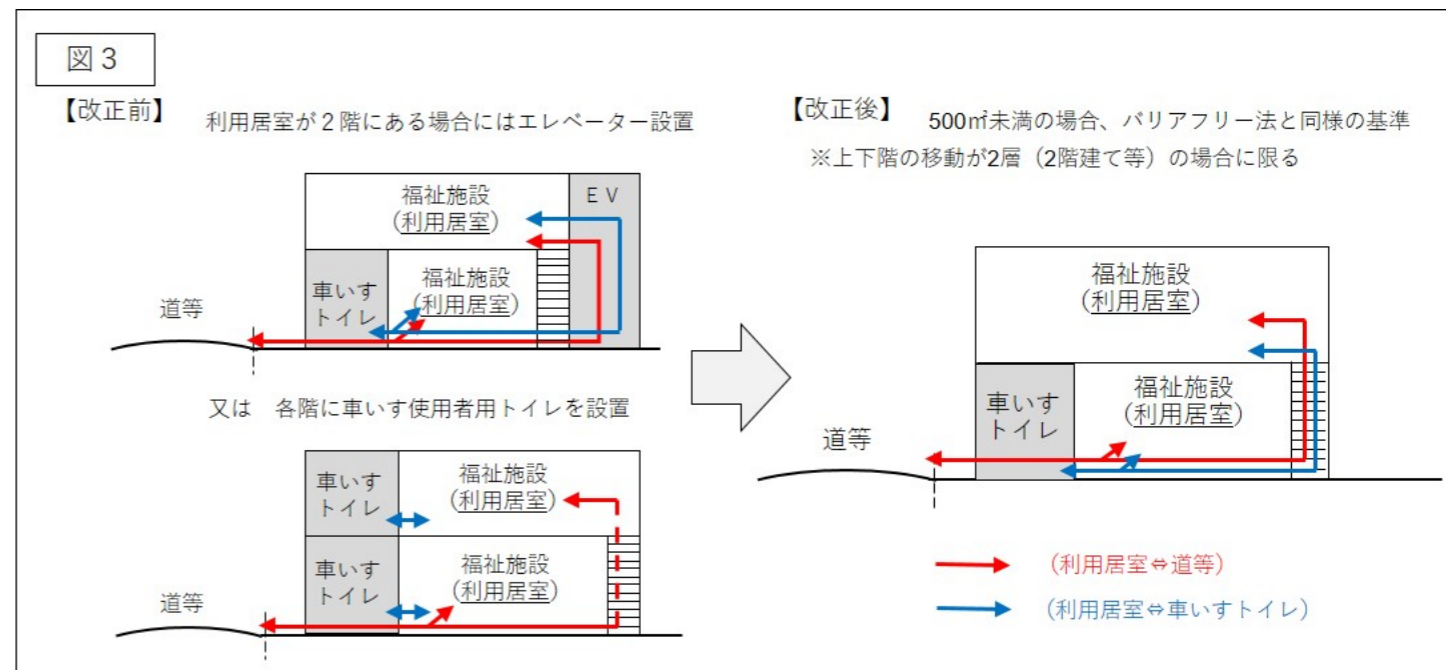 図３
【改正前】
利用居室が２階にある場合にはエレベーター設置
福祉施設
(利用居室)
ＥＶ
車いす
トイレ
福祉施設
(利用居室)
道等
又は　各階に車いす使用者用トイレを設置
車いす
トイレ
福祉施設
(利用居室)
車いす
トイレ
福祉施設
(利用居室)
道等
【改正後】
500㎡未満の場合、バリアフリー法と同様の基準
※上下階の移動が2層（2階建て等）の場合に限る
福祉施設
(利用居室)
車いす
トイレ
福祉施設
(利用居室)
道等
（利用居室⇔道等）
（利用居室⇔車いすトイレ）